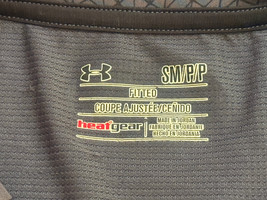 SM/P/P
FITTED
COUPE AJUSTÉE/CEÑIDO
heatgear
MADE IN JORDAN
FABRIQUÉ EN JORDANIE
HECHO EN JORDANIA